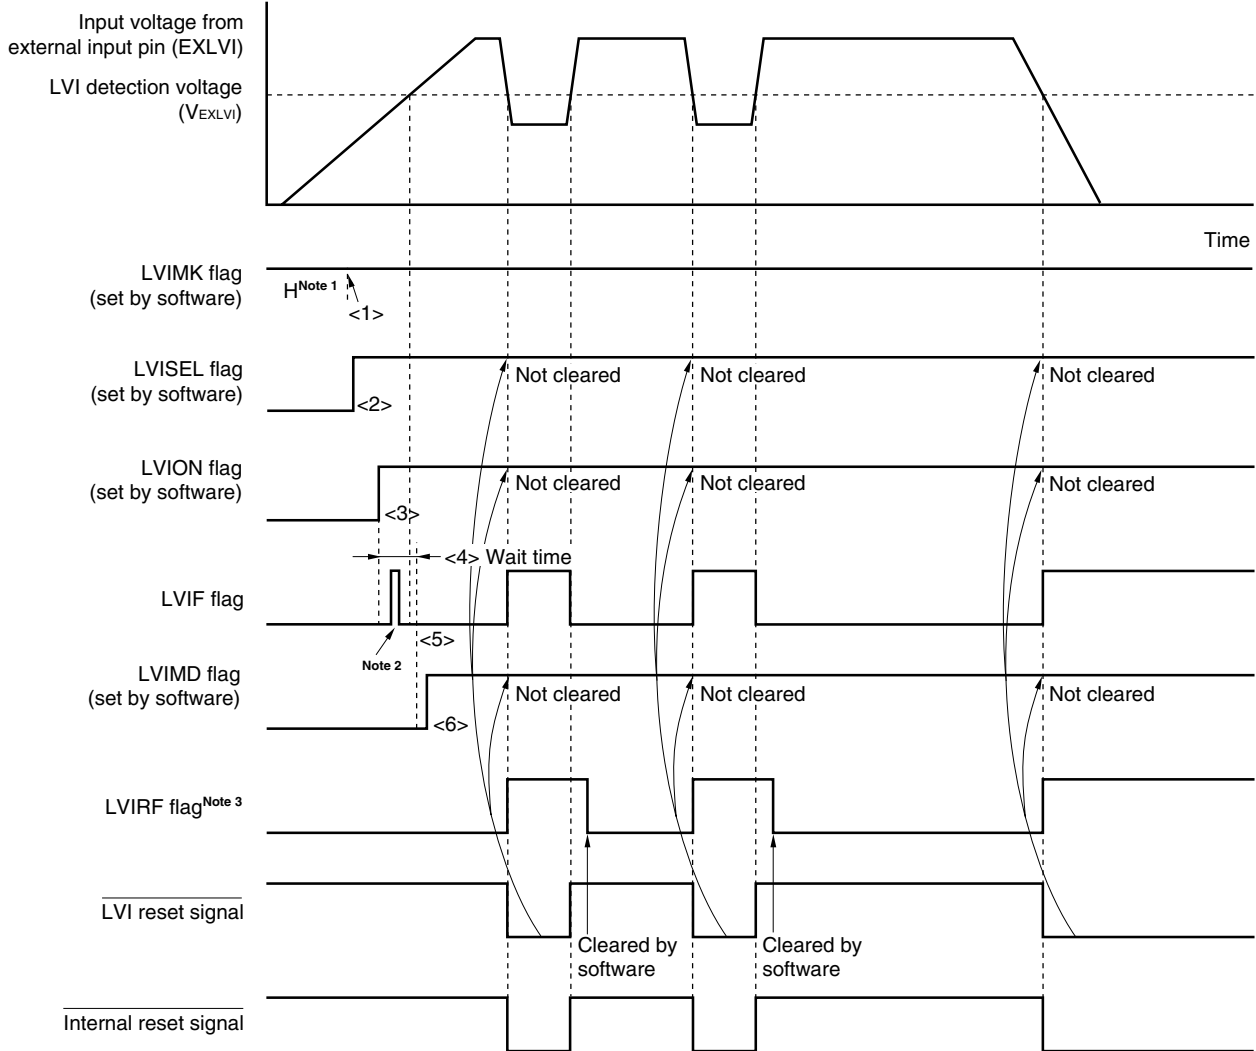 Input voltage from
external input pin (EXLVI)
LVI detection voltage
(VEXLVI)
Time
LVIMK flag
(set by software)
HNote 1
<1>
LVISEL flag
(set by software)
<2>
Not cleared
Not cleared
Not cleared
LVION flag
(set by software)
<3>
Not cleared
Not cleared
Not cleared
<4> Wait time
LVIF flag
Note 2
<5>
LVIMD flag
(set by software)
<6>
Not cleared
Not cleared
Not cleared
LVIRF flagNote 3
LVI reset signal
Cleared by
software
Cleared by
software
Internal reset signal